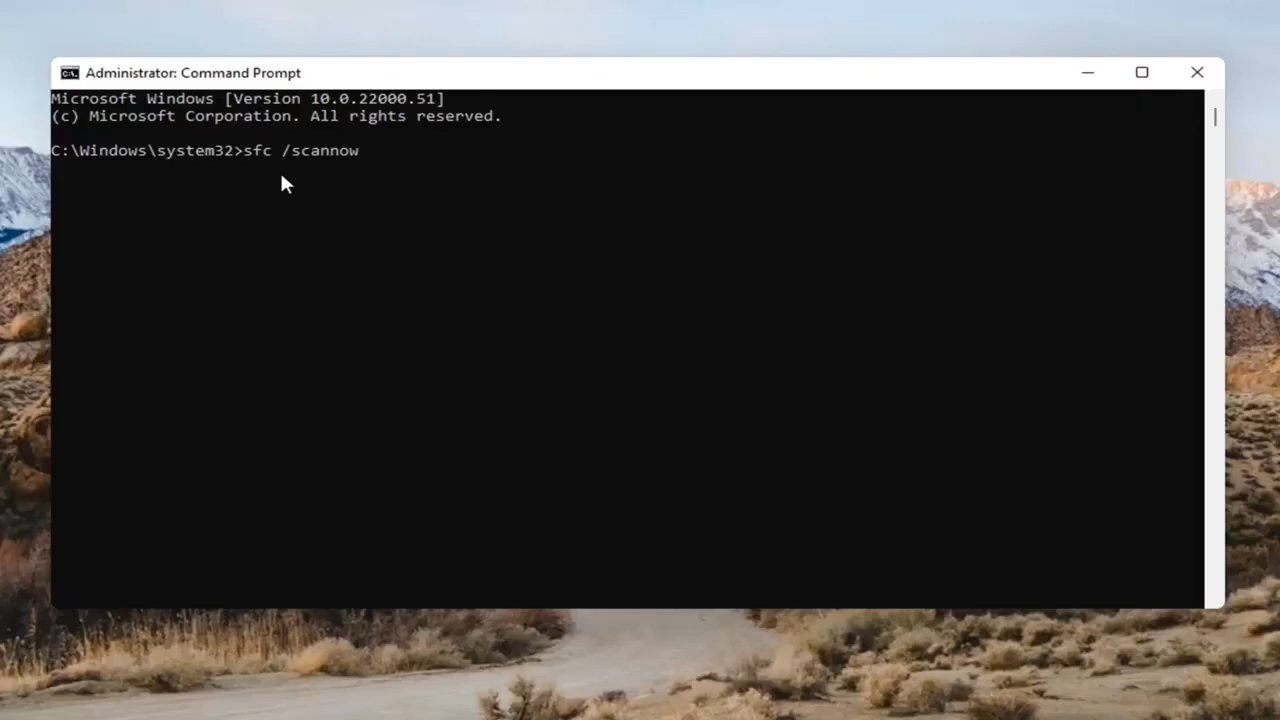 Administrator: Command Prompt
Microsoft Windows [Version 10.0.22000.51]
(c) Microsoft Corporation. All rights reserved.
C:\Windows\system32>sfc /scannow